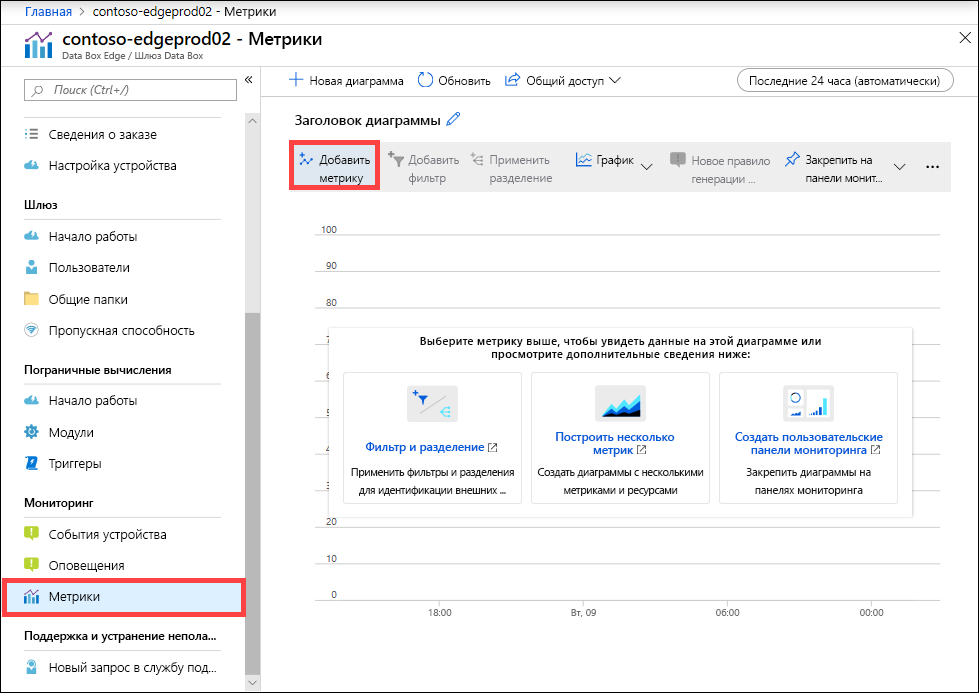 Главная > contoso-edgeprod02 - Метрики
contoso-edgeprod02 - Метрики
Data Box Edge / Шлюз Data Box
Поиск (Ctrl+/)
«
Сведения о заказе
Настройка устройства
Шлюз
Начало работы
Пользователи
Общие папки
Пропускная способность
Пограничные вычисления
Начало работы
Модули
Триггеры
Мониторинг
События устройства
Оповещения
Метрики
Поддержка и устранение непола...
Новый запрос в службу под...
Новая диаграмма
Обновить
Общий доступ
Последние 24 часа (автоматически)
Заголовок диаграммы
Добавить
метрику
Добавить
фильтр
Применить
разделение
График
Новое правило
генерации ...
Закрепить на
панели монит...
...
100
90
80
7
6
5
4
3
20
10
0
Выберите метрику выше, чтобы увидеть данные на этой диаграмме или
просмотрите дополнительные сведения ниже:
Фильтр и разделение
Применить фильтры и разделения
для идентификации внешних ...
Построить несколько
метрик
Создать диаграммы с несколькими
метриками и ресурсами
Создать пользовательские
панели мониторинга
Закрепить диаграммы на
панелях мониторинга
18:00
Вт, 09
06:00
00:00